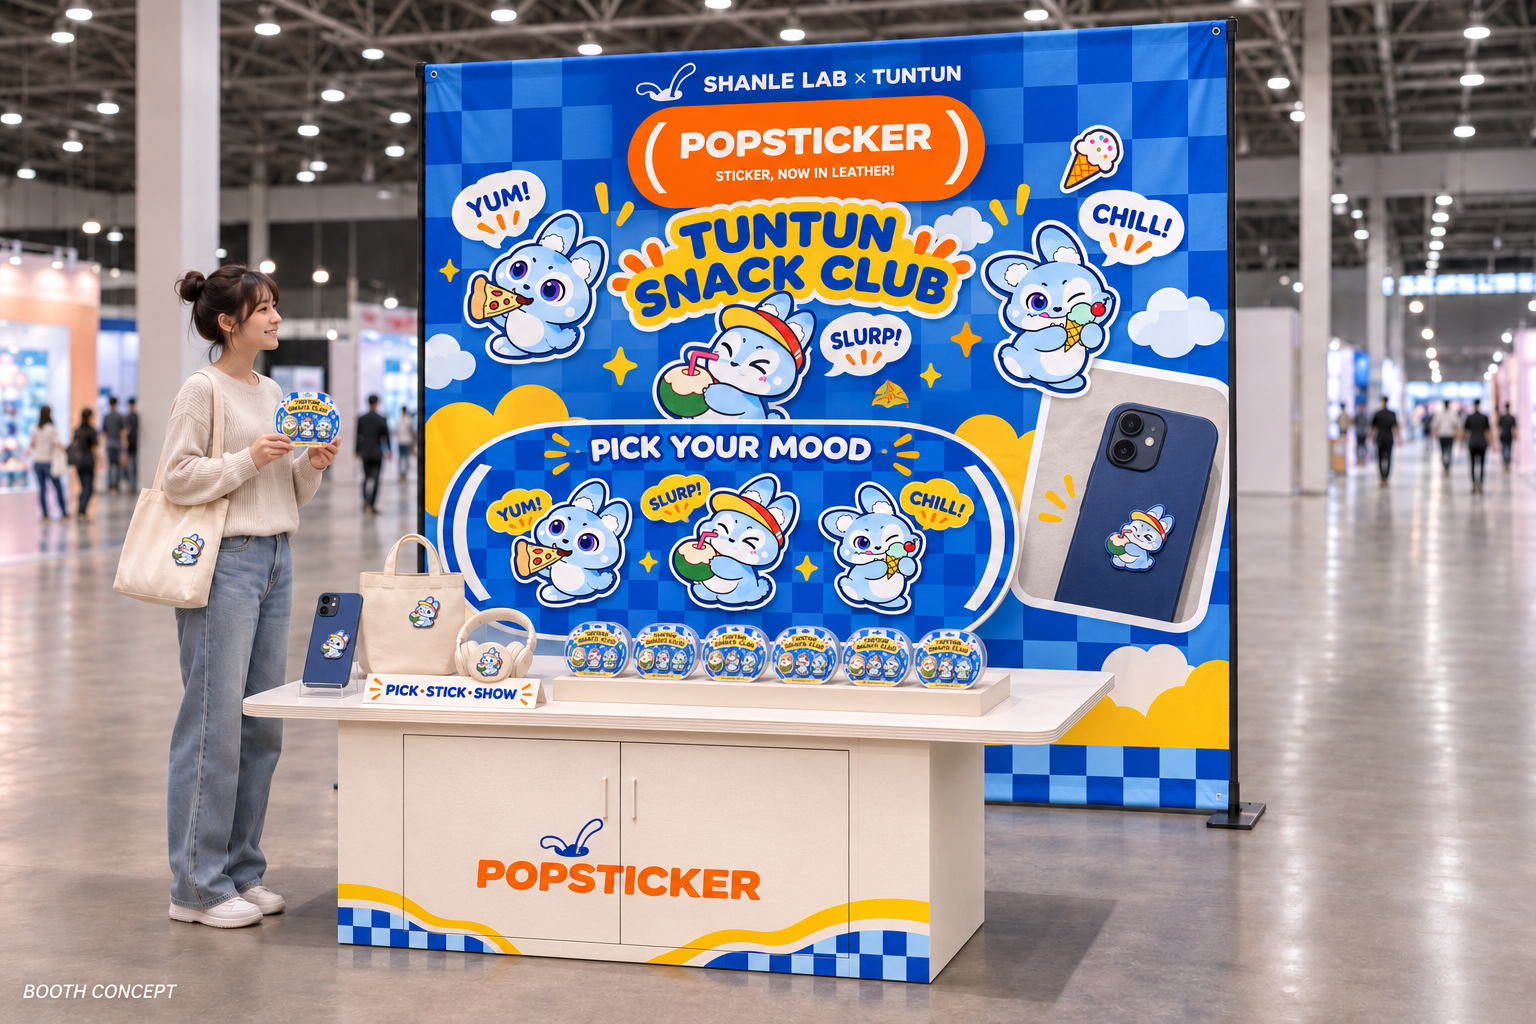 SHANLE LAB × TUNTUN
POPSTICKER
STICKER, NOW IN LEATHER!
YUM!
CHILL!
TUNTUN
SNACK CLUB
SLURP!
PICK YOUR MOOD
YUM!
SLURP!
CHILL!
PICK•STICK•SHOW
POPSTICKER
BOOTH CONCEPT